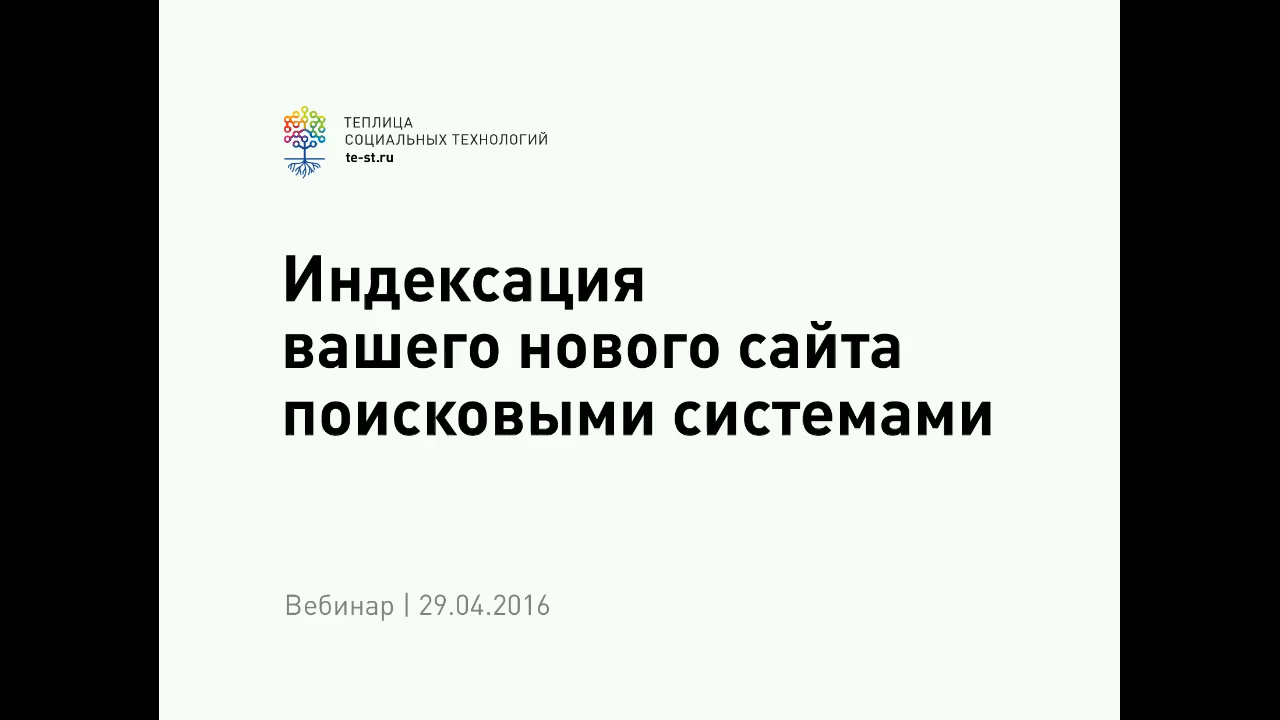 ТЕПЛИЦА
СОЦИАЛЬНЫХ ТЕХНОЛОГИЙ
te-st.ru
Индексация
вашего нового сайта
поисковыми системами
Вебинар | 29.04.2016